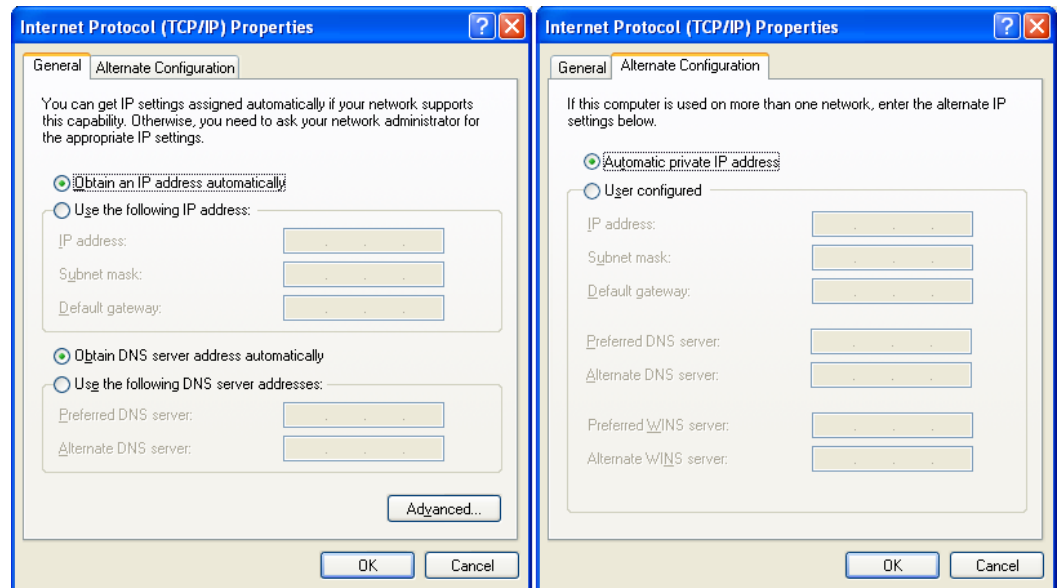 Internet Protocol (TCP/IP) Properties
General
Alternate Configuration
You can get IP settings assigned automatically if your network supports
this capability. Otherwise, you need to ask your network administrator for
the appropriate IP settings.
Obtain an IP address automatically
Use the following IP address:
IP address:
Subnet mask:
Default gateway:
Obtain DNS server address automatically
Use the following DNS server addresses:
Preferred DNS server:
Alternate DNS server:
Advanced...
OK
Cancel
Internet Protocol (TCP/IP) Properties
General
Alternate Configuration
If this computer is used on more than one network, enter the alternate IP
settings below.
Automatic private IP address
User configured
IP address:
Subnet mask:
Default gateway:
Preferred DNS server:
Alternate DNS server:
Preferred WINS server:
Alternate WINS server:
OK
Cancel